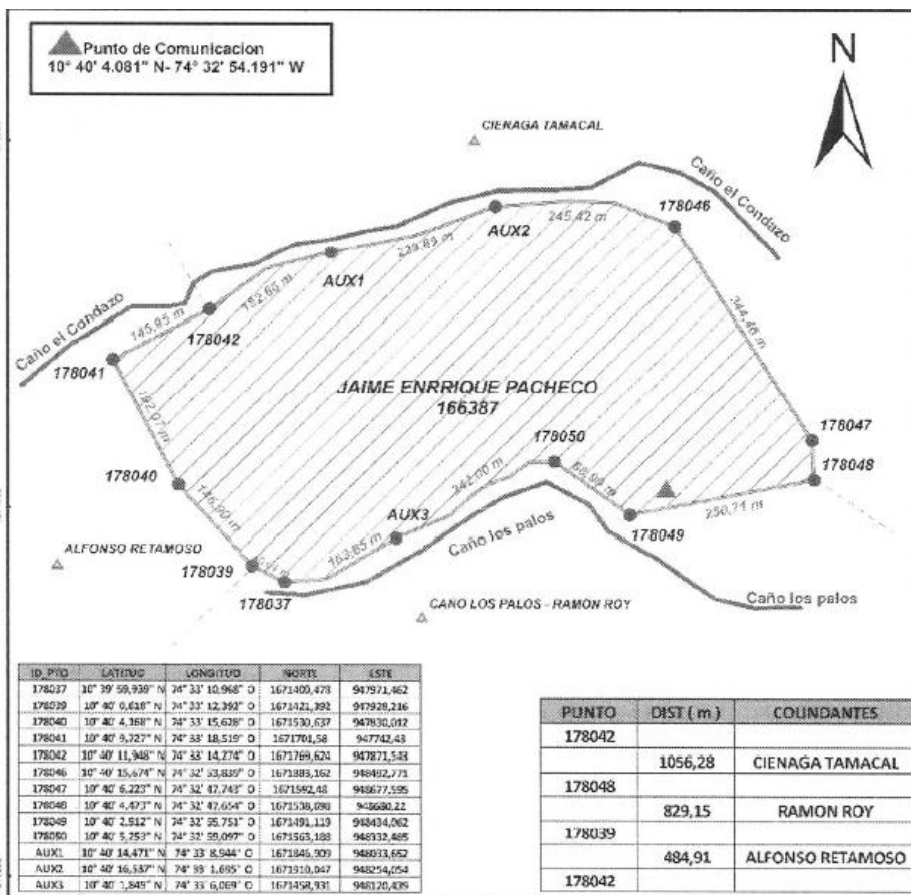 Punto de Comunicacion
10° 40' 4.081" N- 74° 32' 54.191" W
N
CIENAGA TAMACAL
Caño el Condazo
178046
AUX2
245,42 m
AUX1
178042
145,95 m
Caño el Condazo
178041
344,46 m
JAIME ENRRIQUE PACHECO
166387
192,07 m
178047
178050
178040
178048
146,90 m
342,00 m
AUX3
178049
250,71 m
ALFONSO RETAMOSO
163,65 m
Caño los palos
178039
178037
CAÑO LOS PALOS - RAMON ROY
Caño los palos
ID_PTO LATITUD LONGITUD NORTE ESTE
178037 10° 39' 59,939" N 74° 33' 10,968" O 1671400,478 947971,462
178039 10° 40' 0,618" N 74° 33' 12,392" O 1671421,392 947928,216
178040 10° 40' 4,168" N 74° 33' 15,628" O 1671530,637 947830,012
178041 10° 40' 9,727" N 74° 33' 18,519" O 1671701,58 947742,43
178042 10° 40' 11,948" N 74° 33' 14,274" O 1671769,624 947871,543
178046 10° 40' 15,674" N 74° 32' 53,839" O 1671883,162 948492,771
178047 10° 40' 6,223" N 74° 32' 47,743" O 1671592,48 948677,595
178048 10° 40' 4,473" N 74° 32' 47,654" O 1671538,698 948680,22
178049 10° 40' 2,912" N 74° 32' 55,751" O 1671491,119 948434,062
178050 10° 40' 5,253" N 74° 32' 59,097" O 1671563,188 948332,485
AUX1 10° 40' 14,471" N 74° 33' 8,944" O 1671846,909 948033,652
AUX2 10° 40' 16,537" N 74° 33' 1,695" O 1671910,047 948254,054
AUX3 10° 40' 1,849" N 74° 33' 6,069" O 1671458,931 948120,439
PUNTO DIST ( m ) COLINDANTES
178042
1056,28 CIENAGA TAMACAL
178048
829,15 RAMON ROY
178039
484,91 ALFONSO RETAMOSO
178042